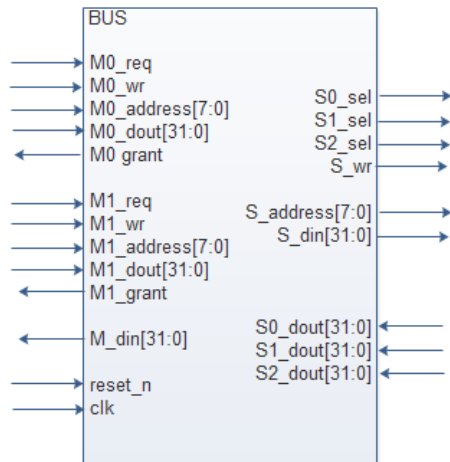 BUS
M0_req
M0_wr
M0_address[7:0]
M0_dout[31:0]
M0 grant
M1_req
M1_wr
M1_address[7:0]
M1_dout[31:0]
M1_grant
M_din[31:0]
reset_n
clk
S0_sel
S1_sel
S2_sel
S_wr
S_address[7:0]
S_din[31:0]
S0_dout[31:0]
S1_dout[31:0]
S2_dout[31:0]